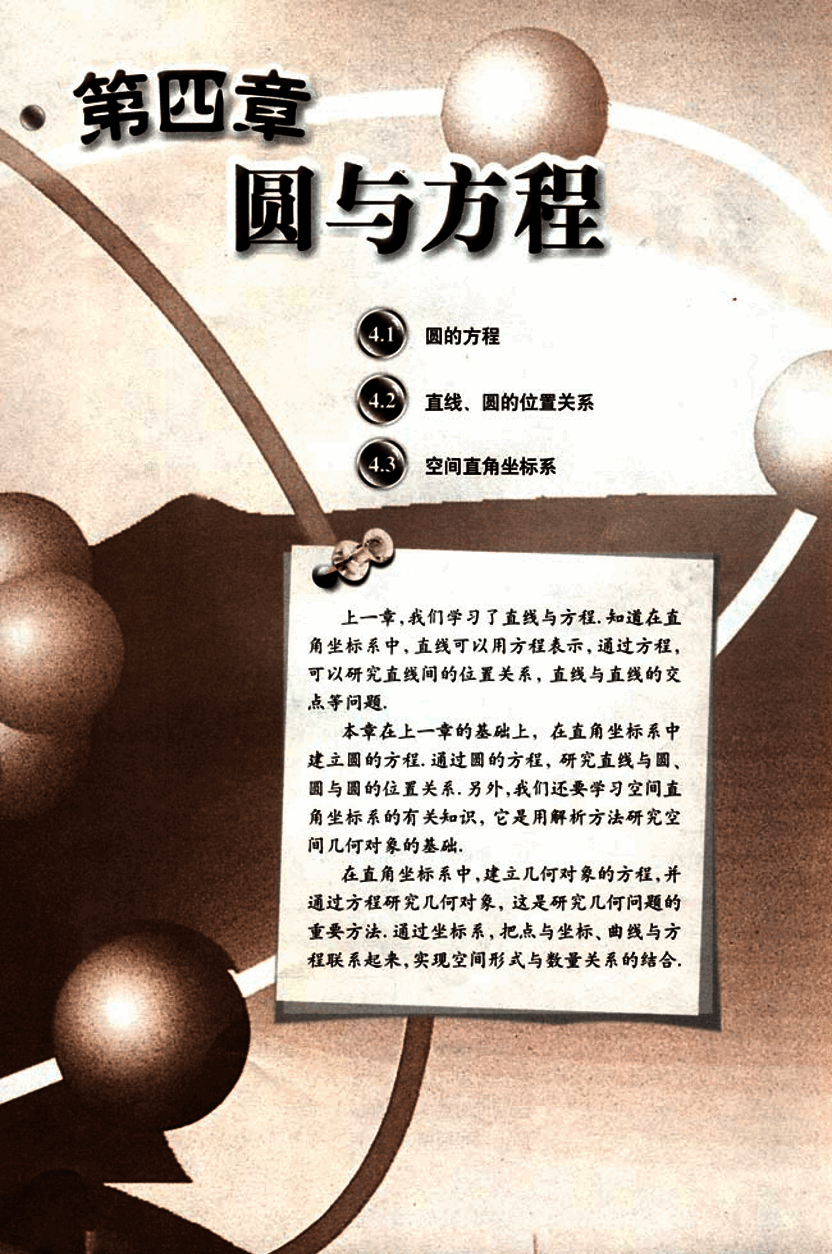 第四章
圆与方程
4.1 圆的方程
4.2 直线、圆的位置关系
4.3 空间直角坐标系
上一章,我们学习了直线与方程.知道在直
角坐标系中,直线可以用方程表示,通过方程,
可以研究直线间的位置关系,直线与直线的交
点等问题.
本章在上一章的基础上,在直角坐标系中
建立圆的方程.通过圆的方程,研究直线与圆、
圆与圆的位置关系.另外,我们还要学习空间直
角坐标系的有关知识,它是用解析方法研究空
间几何对象的基础.
在直角坐标系中,建立几何对象的方程,并
通过方程研究几何对象,这是研究几何问题的
重要方法.通过坐标系,把点与坐标、曲线与方
程联系起来,实现空间形式与数量关系的结合.